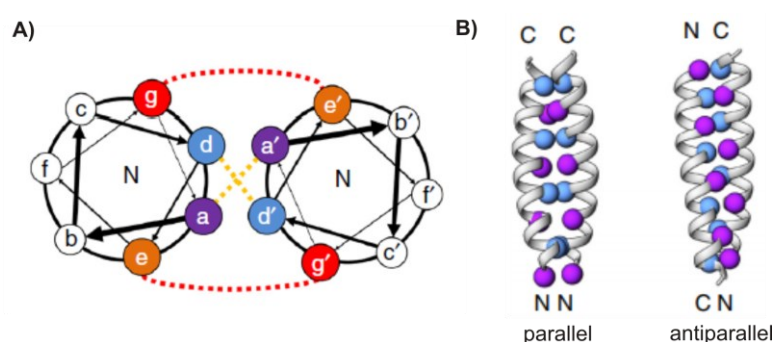 A)
g
c
d
f
N
b
a
e
e′
a′
b′
N
f′
d′
c′
g′
B)
C C
N N
parallel
N C
C N
antiparallel